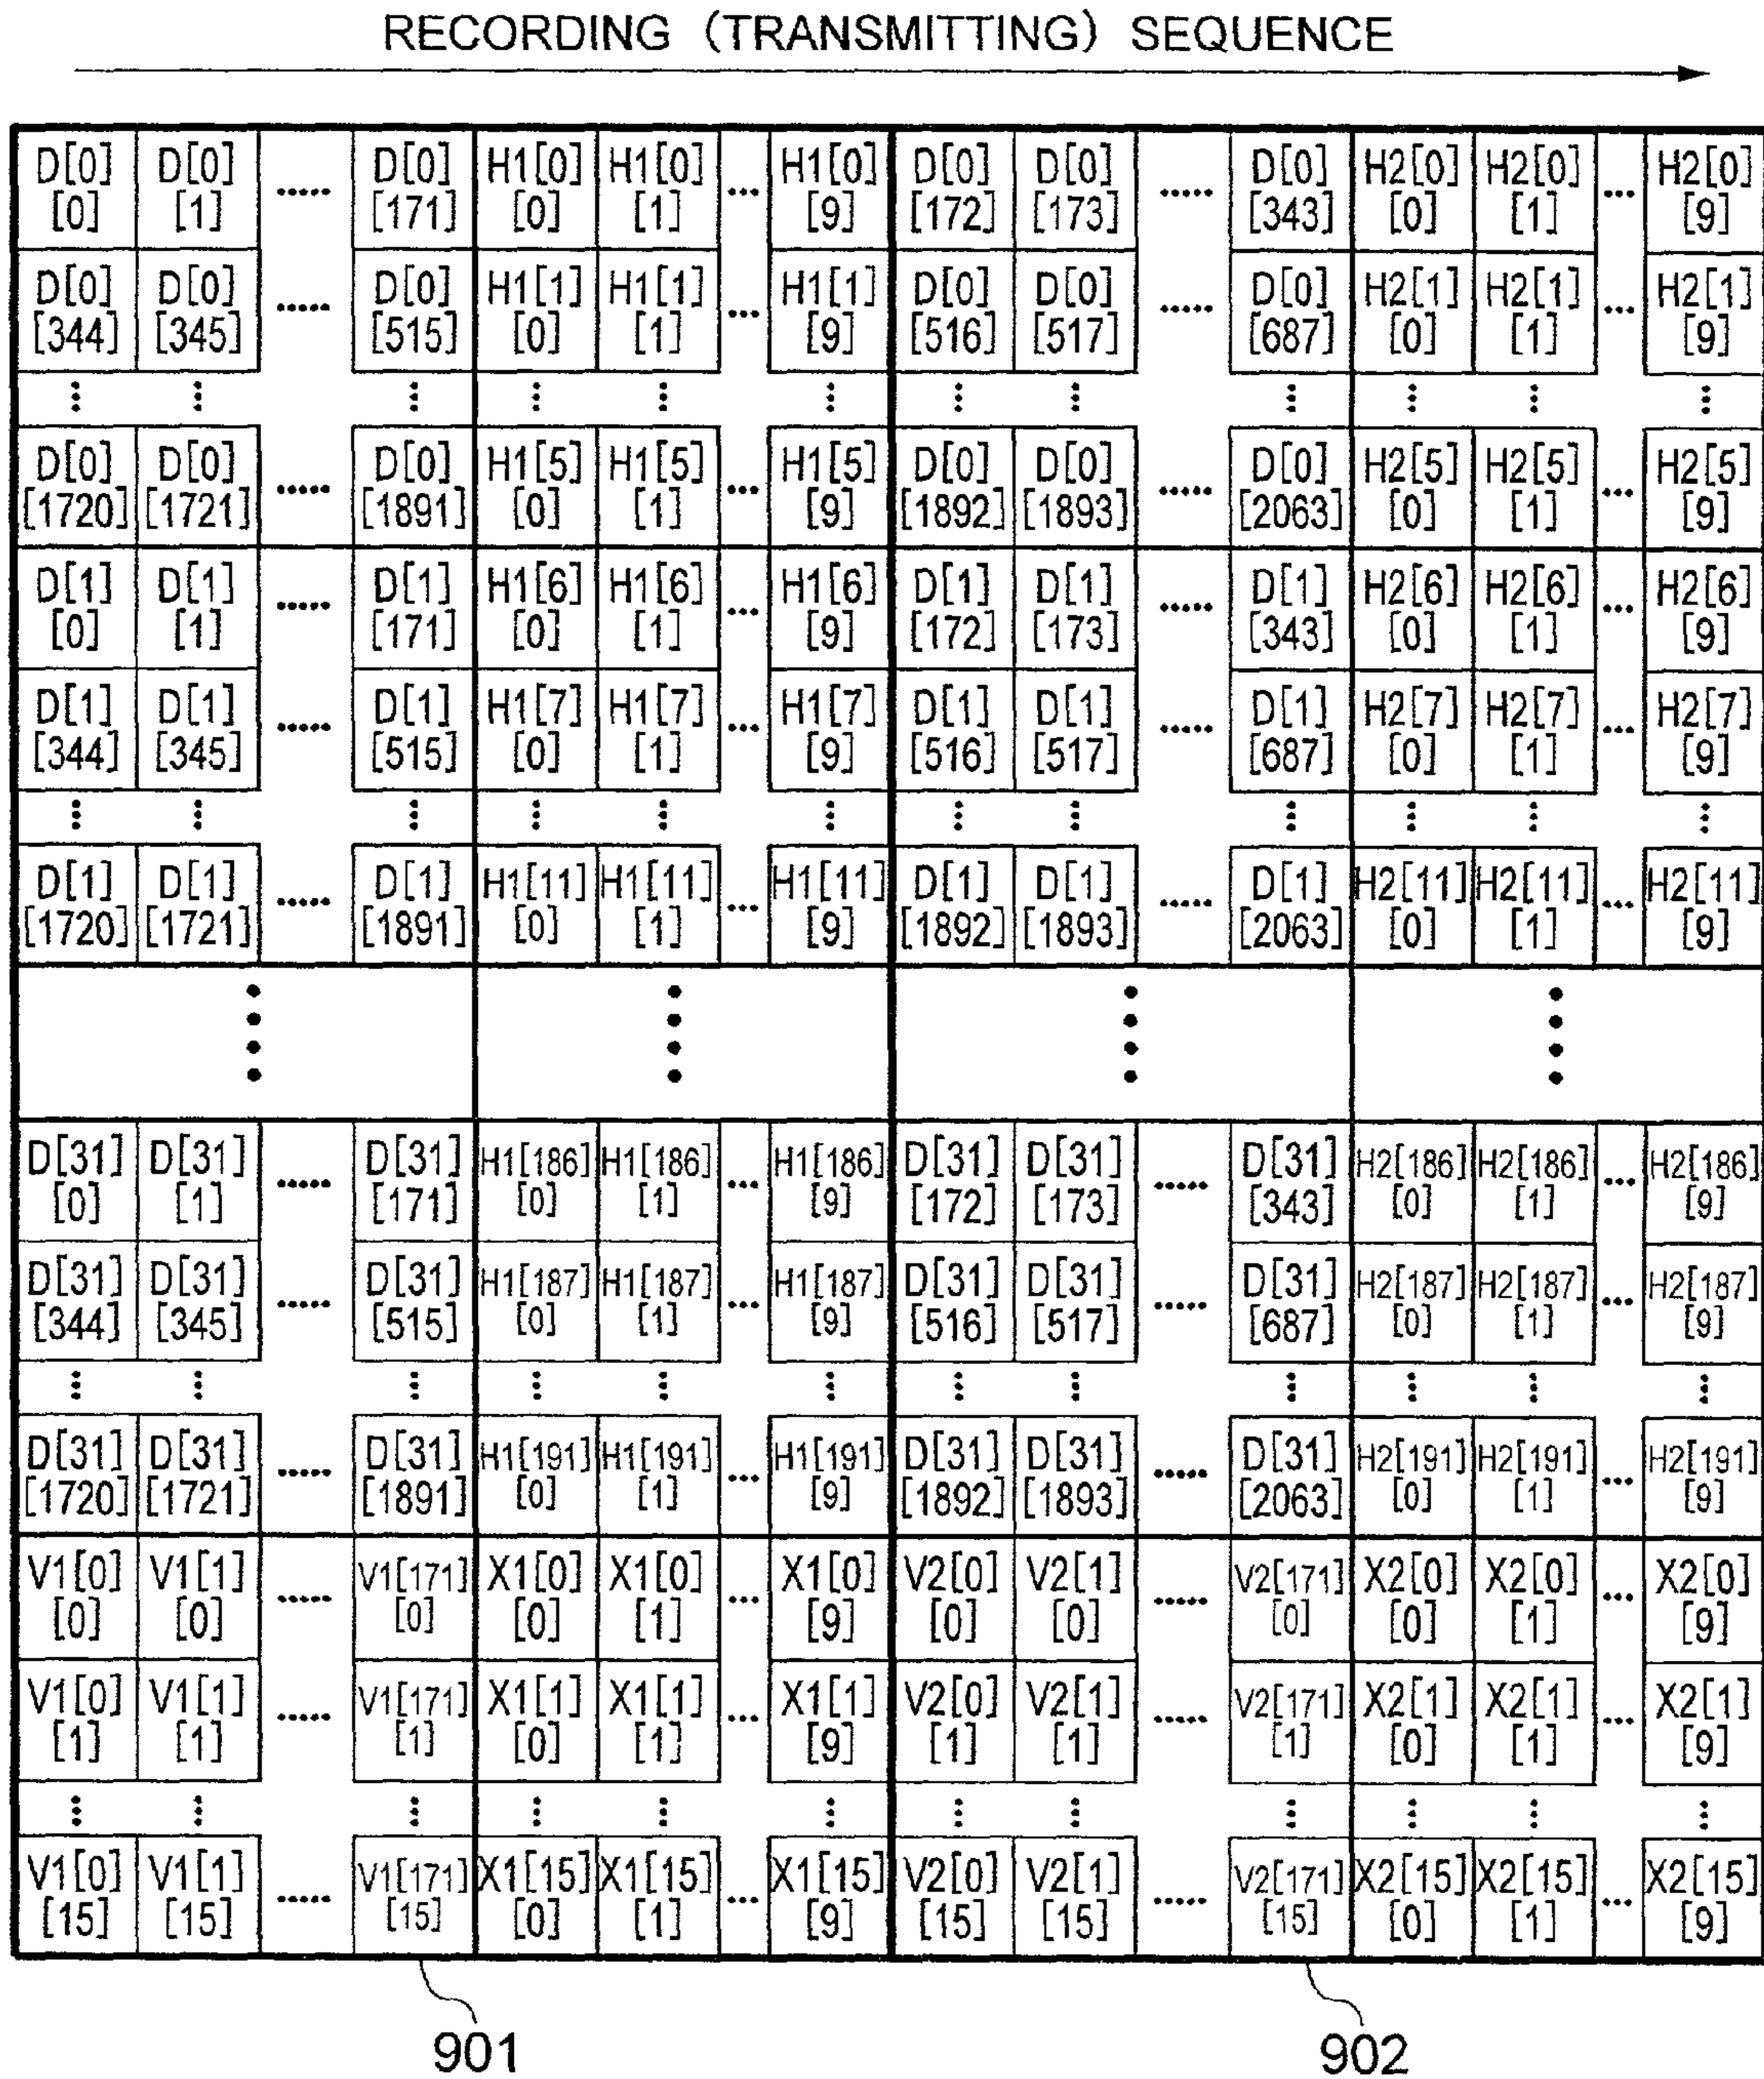 RECORDING (TRANSMITTING) SEQUENCE
D[0] D[0] ..... D[0] H1[0] H1[0] ... H1[0] D[0] D[0] ..... D[0] H2[0] H2[0] ... H2[0]
[0] [1] [171] [0] [1] [9] [172] [173] [343] [0] [1] [9]
D[0] D[0] ..... D[0] H1[1] H1[1] ... H1[1] D[0] D[0] ..... D[0] H2[1] H2[1] ... H2[1]
[344] [345] [515] [0] [1] [9] [516] [517] [687] [0] [1] [9]
D[0] D[0] ..... D[0] H1[5] H1[5] ... H1[5] D[0] D[0] ..... D[0] H2[5] H2[5] ... H2[5]
[1720] [1721] [1891] [0] [1] [9] [1892] [1893] [2063] [0] [1] [9]
D[1] D[1] ..... D[1] H1[6] H1[6] ... H1[6] D[1] D[1] ..... D[1] H2[6] H2[6] ... H2[6]
[0] [1] [171] [0] [1] [9] [172] [173] [343] [0] [1] [9]
D[1] D[1] ..... D[1] H1[7] H1[7] ... H1[7] D[1] D[1] ..... D[1] H2[7] H2[7] ... H2[7]
[344] [345] [515] [0] [1] [9] [516] [517] [687] [0] [1] [9]
D[1] D[1] ..... D[1] H1[11] H1[11] ... H1[11] D[1] D[1] ..... D[1] H2[11] H2[11] ... H2[11]
[1720] [1721] [1891] [0] [1] [9] [1892] [1893] [2063] [0] [1] [9]
D[31] D[31] ..... D[31] H1[186] H1[186] ... H1[186] D[31] D[31] ..... D[31] H2[186] H2[186] ... H2[186]
[0] [1] [171] [0] [1] [9] [172] [173] [343] [0] [1] [9]
D[31] D[31] ..... D[31] H1[187] H1[187] ... H1[187] D[31] D[31] ..... D[31] H2[187] H2[187] ... H2[187]
[344] [345] [515] [0] [1] [9] [516] [517] [687] [0] [1] [9]
D[31] D[31] ..... D[31] H1[191] H1[191] ... H1[191] D[31] D[31] ..... D[31] H2[191] H2[191] ... H2[191]
[1720] [1721] [1891] [0] [1] [9] [1892] [1893] [2063] [0] [1] [9]
V1[0] V1[1] ..... V1[171] X1[0] X1[0] ... X1[0] V2[0] V2[1] ..... V2[171] X2[0] X2[0] ... X2[0]
[0] [0] [0] [0] [1] [9] [0] [0] [0] [0] [1] [9]
V1[0] V1[1] ..... V1[171] X1[1] X1[1] ... X1[1] V2[0] V2[1] ..... V2[171] X2[1] X2[1] ... X2[1]
[1] [1] [1] [0] [1] [9] [1] [1] [1] [0] [1] [9]
V1[0] V1[1] ..... V1[171] X1[15] X1[15] ... X1[15] V2[0] V2[1] ..... V2[171] X2[15] X2[15] ... X2[15]
[15] [15] [15] [0] [1] [9] [15] [15] [15] [0] [1] [9]
901 902